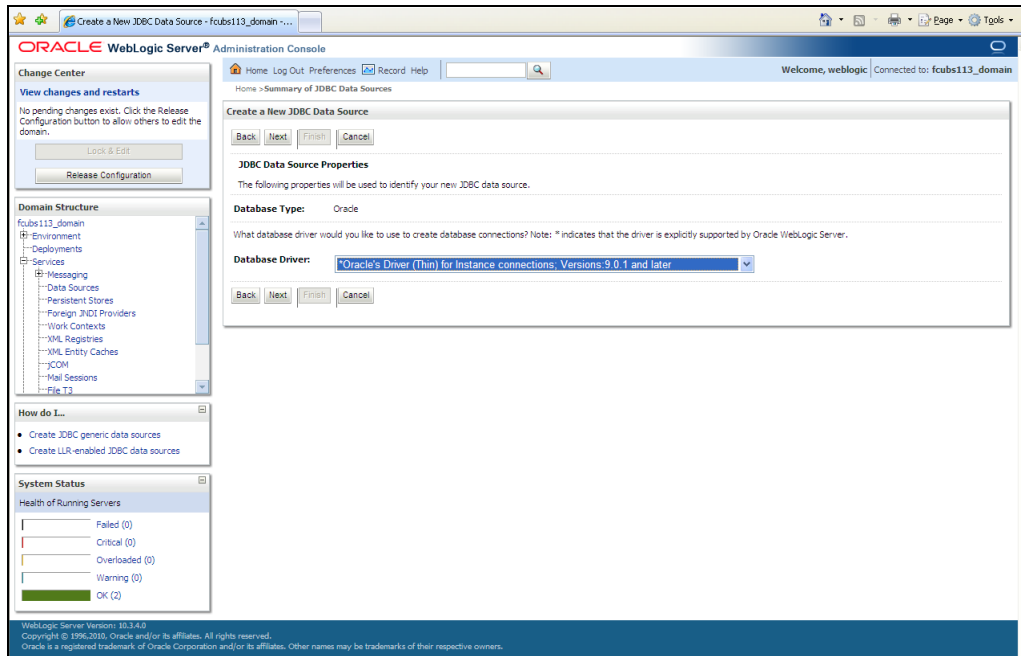 Create a New JDBC Data Source - fcubs113_domain -...
Page
Tools
ORACLE WebLogic Server® Administration Console
Change Center
View changes and restarts
No pending changes exist. Click the Release
Configuration button to allow others to edit the
domain.
Lock & Edit
Release Configuration
Domain Structure
fcubs113_domain
Environment
Deployments
Services
Messaging
Data Sources
Persistent Stores
Foreign JNDI Providers
Work Contexts
XML Registries
XML Entity Caches
jCOM
Mail Sessions
File T3
How do I...
Create JDBC generic data sources
Create LLR-enabled JDBC data sources
System Status
Health of Running Servers
Failed (0)
Critical (0)
Overloaded (0)
Warning (0)
OK (2)
Home Log Out Preferences Record Help
Welcome, weblogic Connected to: fcubs113_domain
Home >Summary of JDBC Data Sources
Create a New JDBC Data Source
Back Next Finish Cancel
JDBC Data Source Properties
The following properties will be used to identify your new JDBC data source.
Database Type: Oracle
What database driver would you like to use to create database connections? Note: * indicates that the driver is explicitly supported by Oracle WebLogic Server.
Database Driver: *Oracle's Driver (Thin) for Instance connections; Versions:9.0.1 and later
Back Next Finish Cancel
WebLogic Server Version: 10.3.4.0
Copyright © 1996,2010, Oracle and/or its affiliates. All rights reserved.
Oracle is a registered trademark of Oracle Corporation and/or its affiliates. Other names may be trademarks of their respective owners.